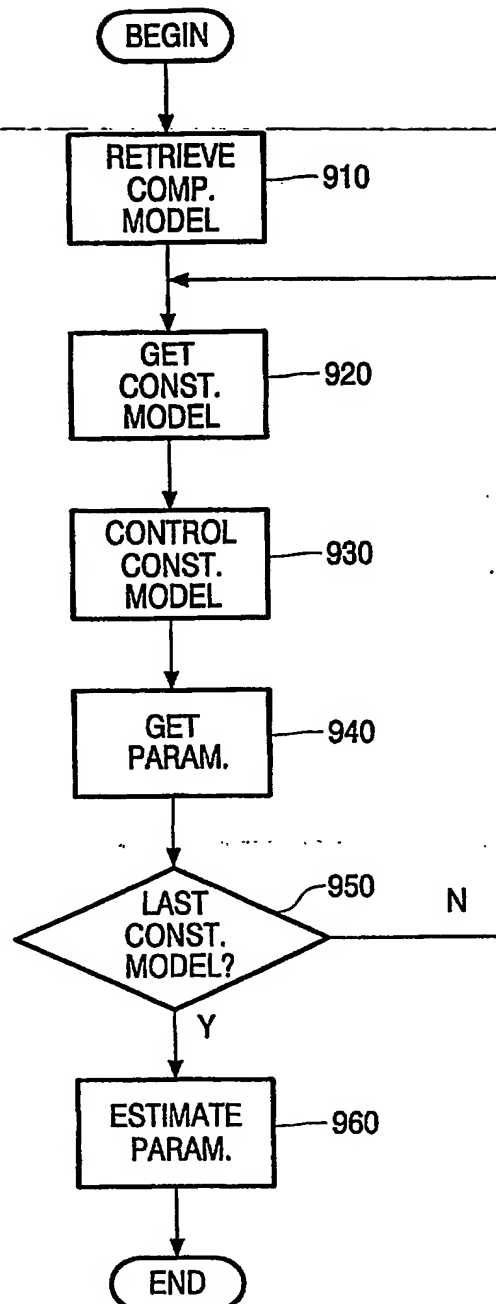 BEGIN
RETRIEVE
COMP.
MODEL
910
GET
CONST.
MODEL
920
CONTROL
CONST.
MODEL
930
GET
PARAM.
940
LAST
CONST.
MODEL?
950
N
Y
ESTIMATE
PARAM.
960
END